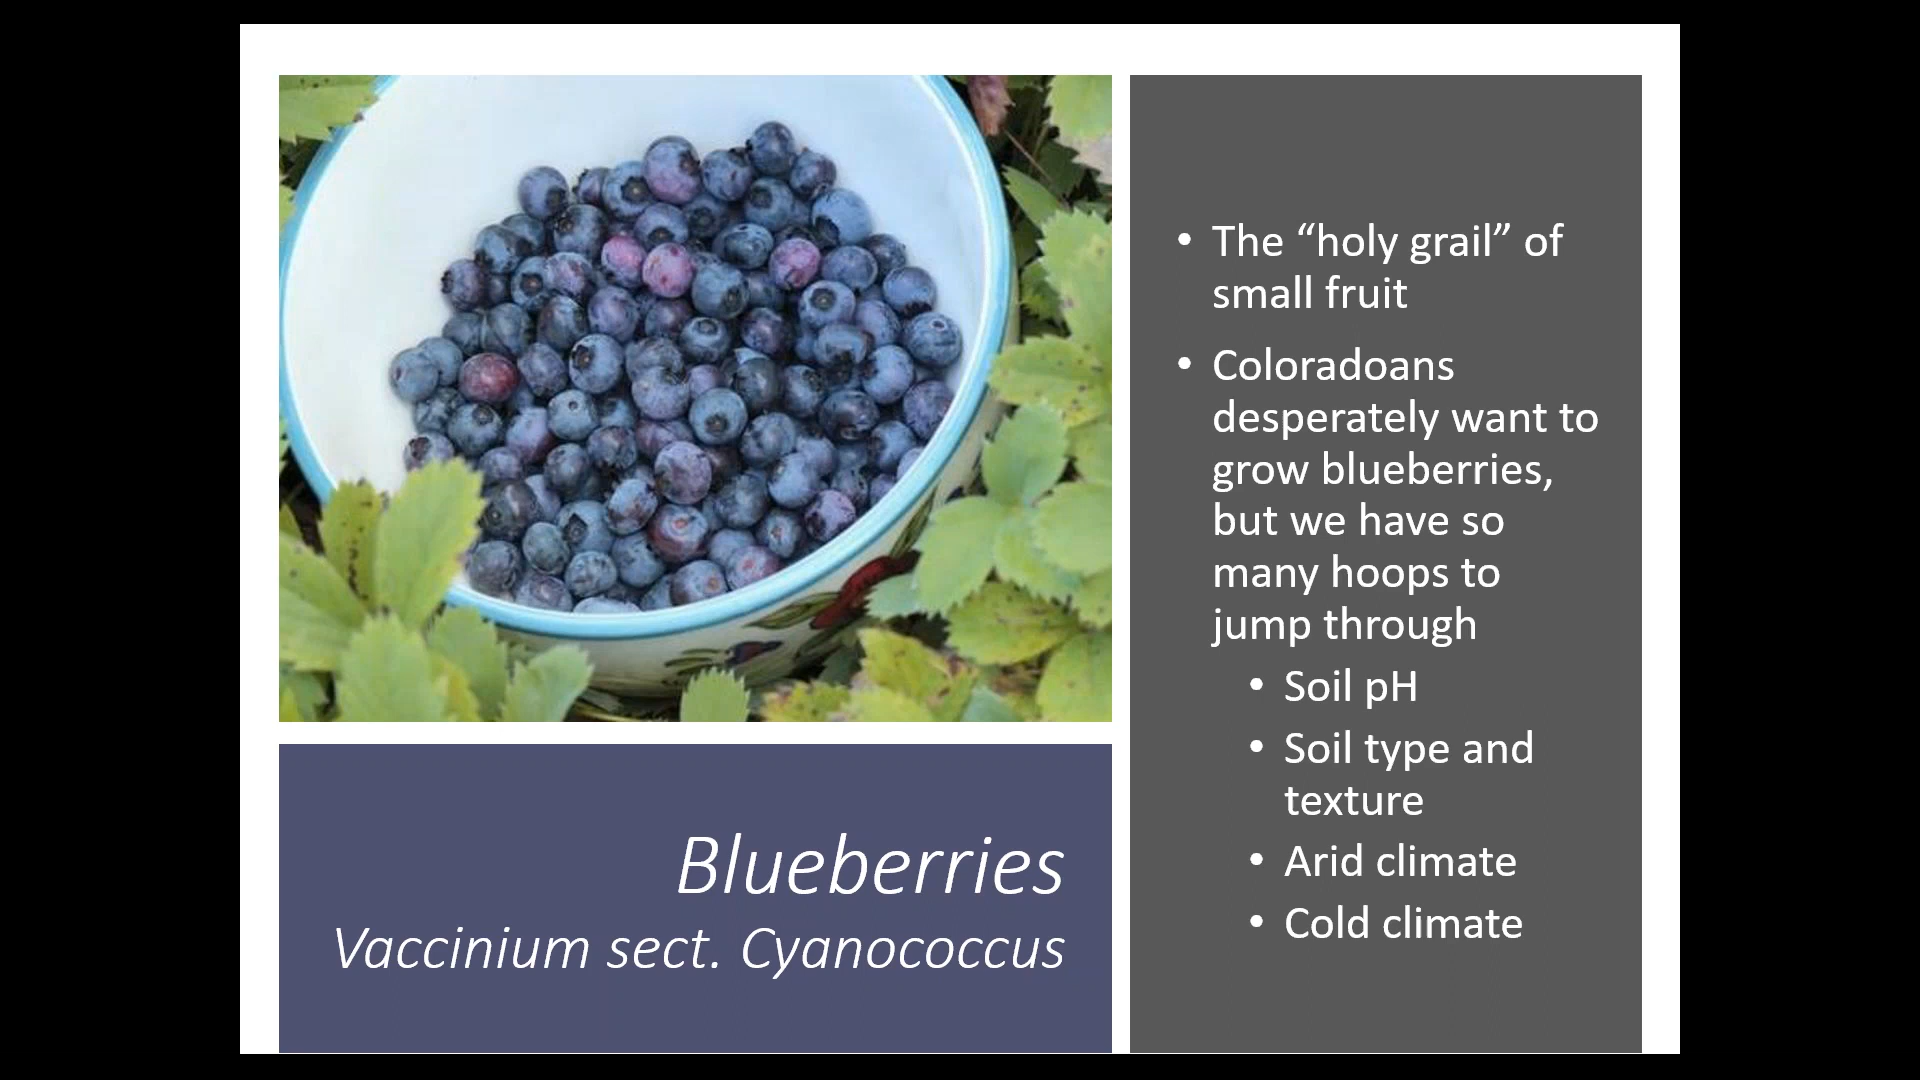 Blueberries
Vaccinium sect. Cyanococcus
• The “holy grail” of
small fruit
• Coloradoans
desperately want to
grow blueberries,
but we have so
many hoops to
jump through
• Soil pH
• Soil type and
texture
• Arid climate
• Cold climate